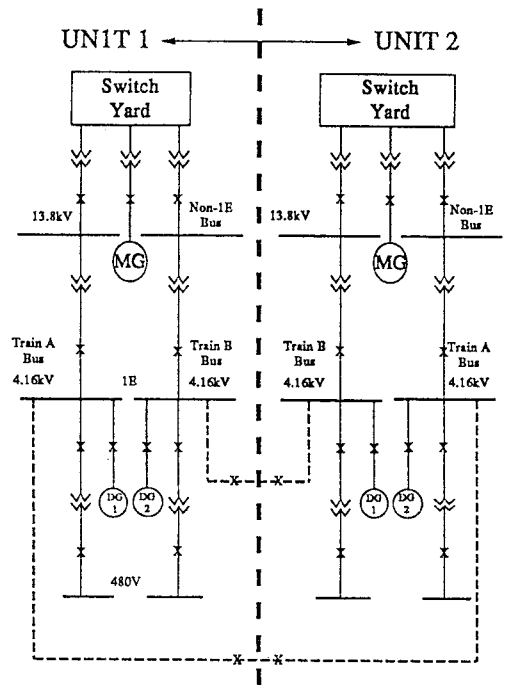 UN1T 1
UNIT 2
Switch
Yard
Switch
Yard
13.8kV
Non-1E
Bus
13.8kV
Non-1E
Bus
MG
MG
Train A
Bus
4.16kV
1E
Train B
Bus
4.16kV
Train B
Bus
4.16kV
Train A
Bus
4.16kV
DG
1
DG
2
DG
1
DG
2
480V